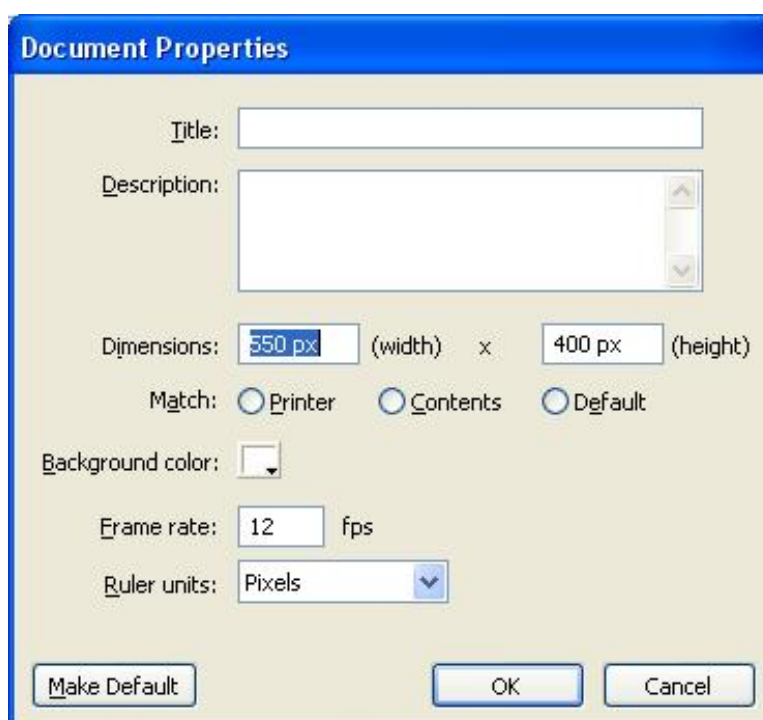 Document Properties
Title:
Description:
Dimensions: 550 px (width) x 400 px (height)
Match: Printer Contents Default
Background color:
Frame rate: 12 fps
Ruler units: Pixels
Make Default OK Cancel